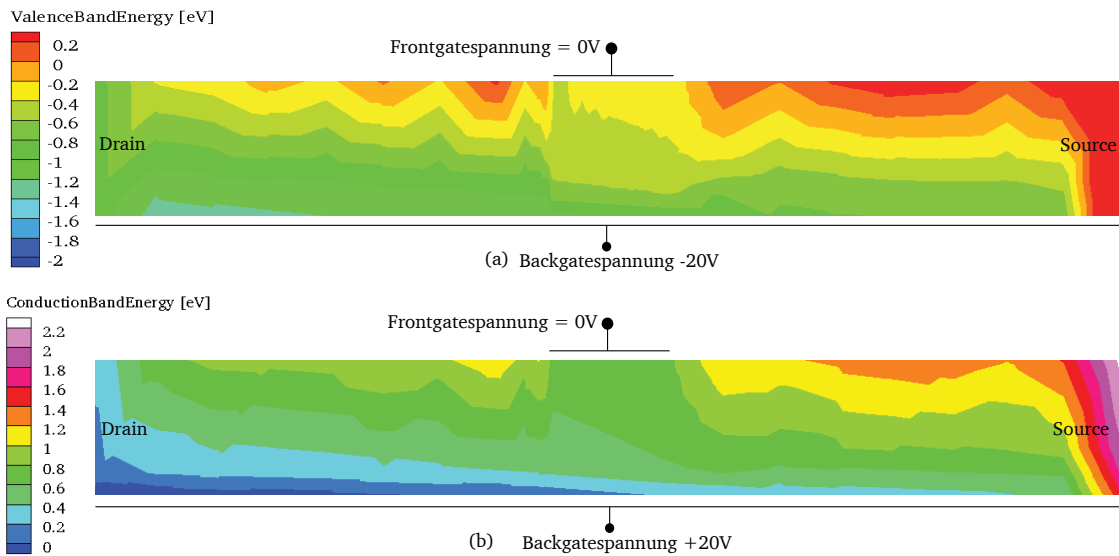 ValenceBandEnergy [eV]
0.2
0
-0.2
-0.4
-0.6
-0.8
-1
-1.2
-1.4
-1.6
-1.8
-2
Frontgatespannung = 0V
Drain
Source
(a) Backgatespannung -20V
ConductionBandEnergy [eV]
2.2
2
1.8
1.6
1.4
1.2
1
0.8
0.6
0.4
0.2
0
Frontgatespannung = 0V
Drain
Source
(b) Backgatespannung +20V